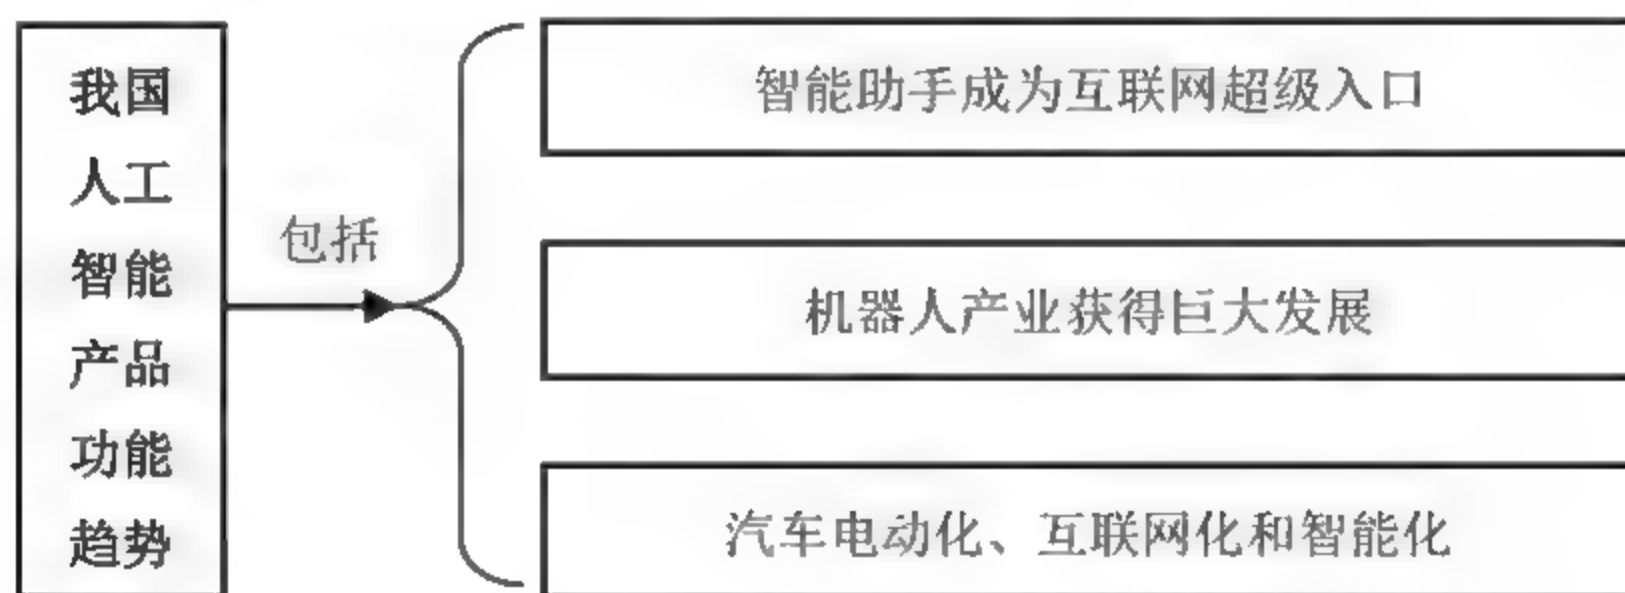 我国
人工
智能
产品
功能
趋势
包括
智能助手成为互联网超级入口
机器人产业获得巨大发展
汽车电动化、互联网化和智能化